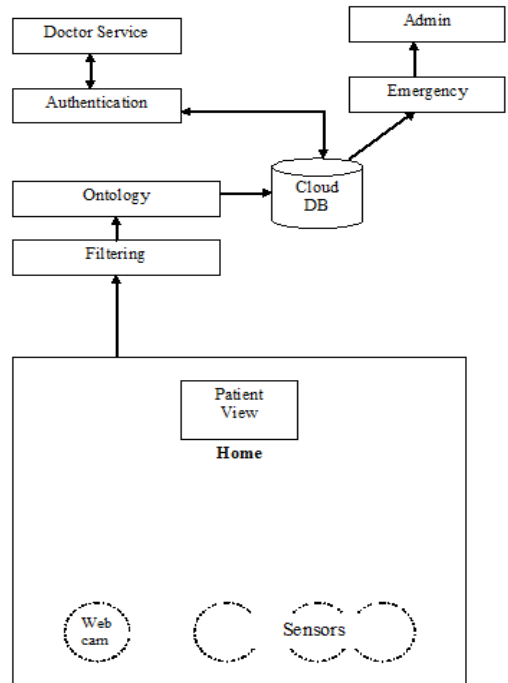 Doctor Service
Admin
Authentication
Emergency
Ontology
Cloud
DB
Filtering
Patient
View
Home
Web
cam
Sensors